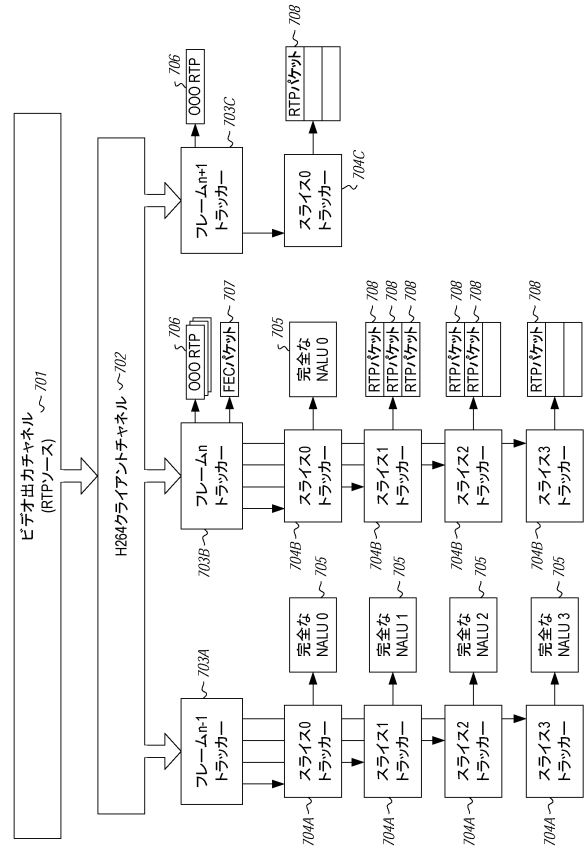 ビデオ出力チャネル 701
(RTPソース)
H264クライアントチャネル 702
703A
フレームn-1
トラッカー
703B
フレームn
トラッカー
703C
フレームn+1
トラッカー
706
OOO RTP
707
FECパケット
706
OOO RTP
704A
スライス0
トラッカー
705
完全な
NALU 0
704B
スライス0
トラッカー
705
完全な
NALU 0
704C
スライス0
トラッカー
708
RTPパケット
704A
スライス1
トラッカー
705
完全な
NALU 1
704B
スライス1
トラッカー
RTPパケット 708
RTPパケット 708
RTPパケット 708
704A
スライス2
トラッカー
705
完全な
NALU 2
704B
スライス2
トラッカー
RTPパケット 708
RTPパケット 708
704A
スライス3
トラッカー
705
完全な
NALU 3
704B
スライス3
トラッカー
RTPパケット 708